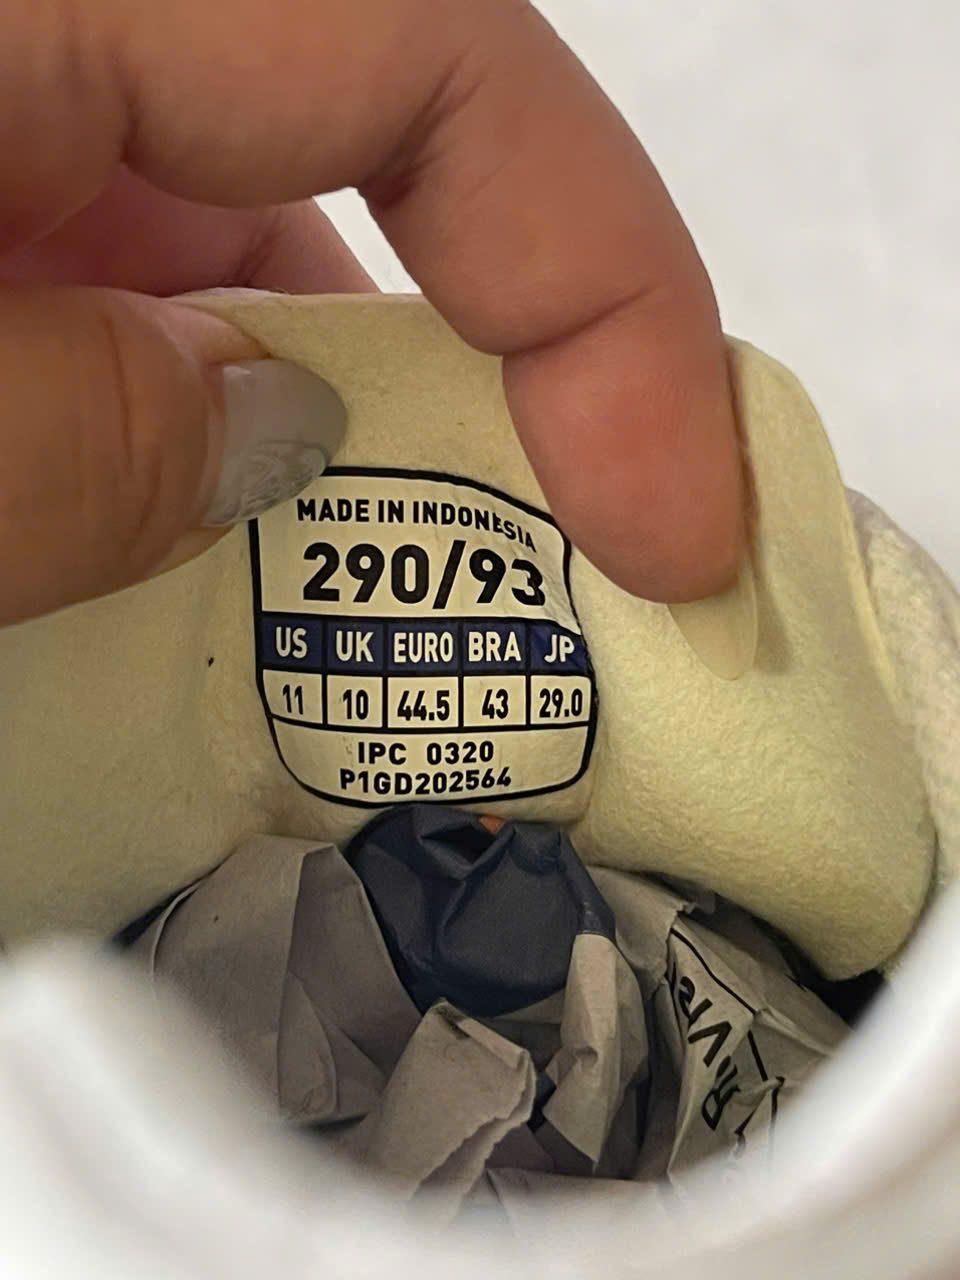 MADE IN INDONESIA
290/93
US UK EURO BRA JP
11 10 44.5 43 29.0
IPC 0320
P1GD202564